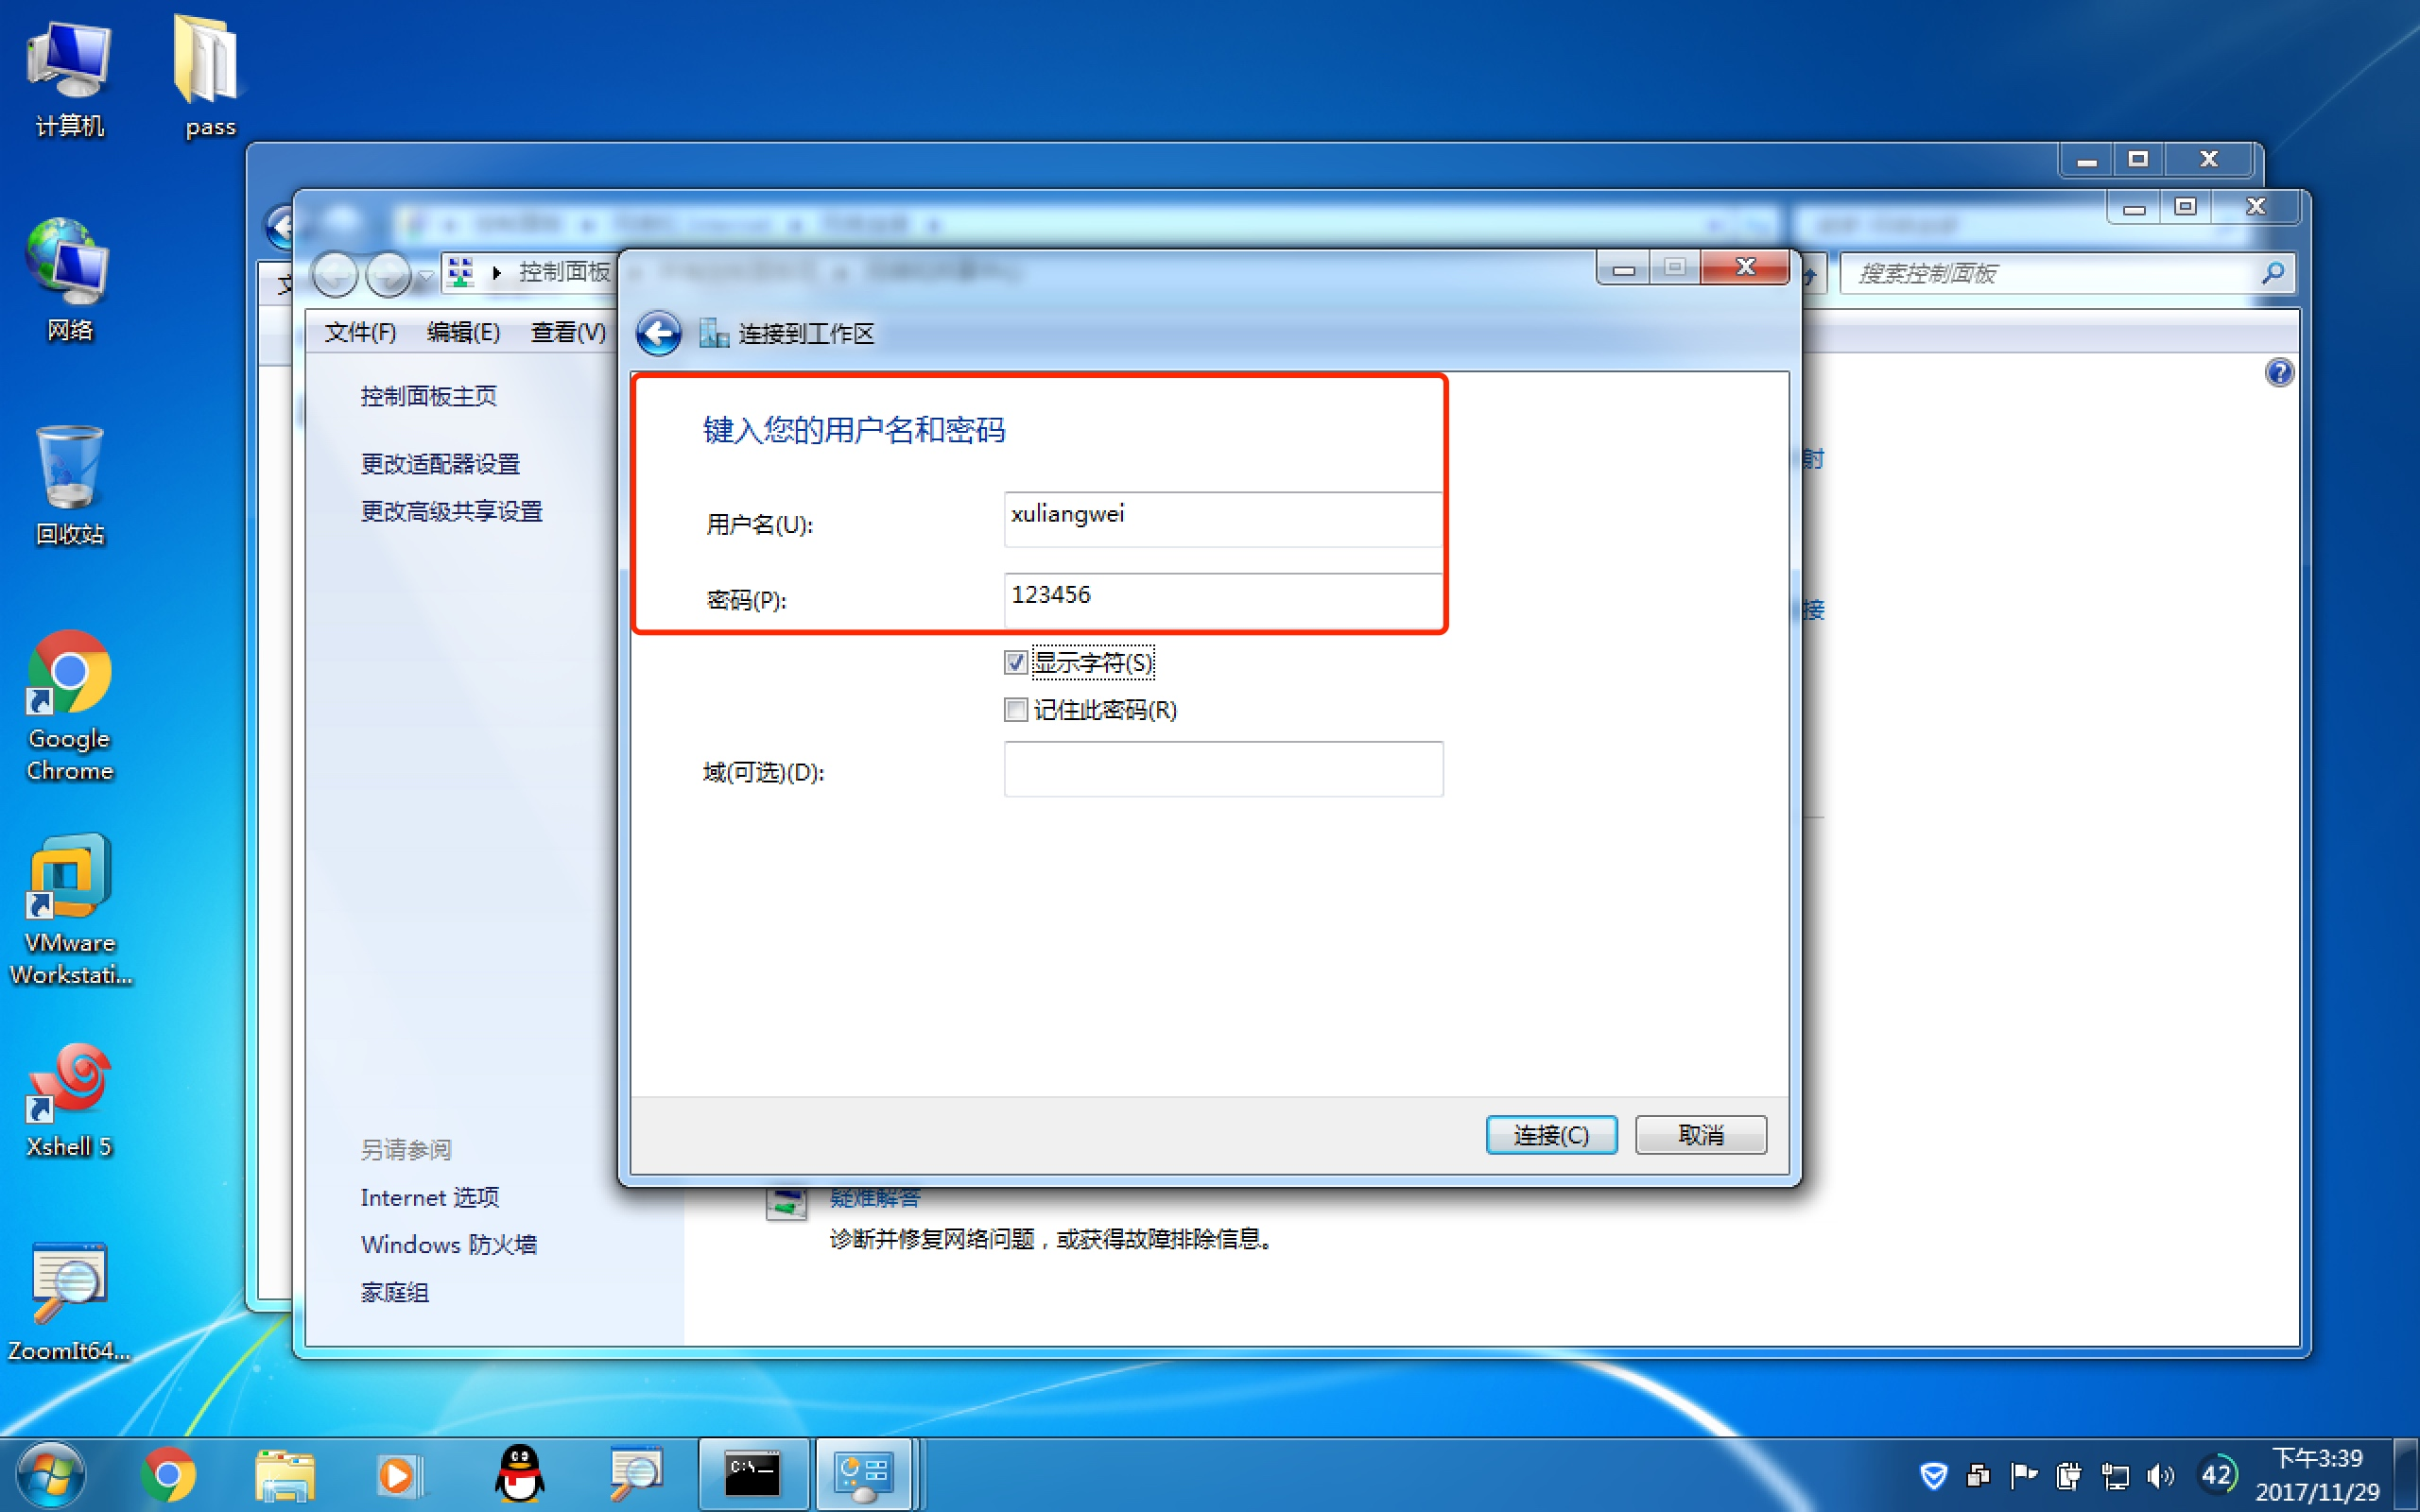 计算机
pass
网络
回收站
Google
Chrome
VMware
Workstati...
Xshell 5
ZoomIt64...
控制面板
搜索控制面板
文件(F) 编辑(E) 查看(V)
控制面板主页
更改适配器设置
更改高级共享设置
另请参阅
Internet 选项
Windows 防火墙
家庭组
连接到工作区
键入您的用户名和密码
用户名(U):
xuliangwei
密码(P):
123456
显示字符(S)
记住此密码(R)
域(可选)(D):
连接(C)
取消
射
接
疑难解答
诊断并修复网络问题，或获得故障排除信息。
C:\
42
下午3:39
2017/11/29